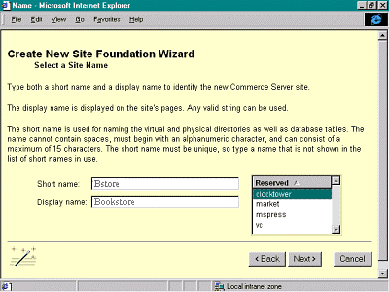 Name - Microsoft Internet Explorer
File Edit View Go Favorites Help
Create New Site Foundation Wizard
Select a Site Name
Type both a short name and a display name to identify the new Commerce Server site.
The display name is displayed on the site's pages. Any valid string can be used.
The short name is used for naming the virtual and physical directories as well as database tables. The
name cannot contain spaces, must begin with an alphanumeric character, and can consist of a
maximum of 15 characters. The short name must be unique, so type a name that is not shown in the
list of short names in use.
Short name: Bstore
Display name: Bookstore
Reserved
clocktower
market
mspress
vc
< Back Next > Cancel
Local intranet zone